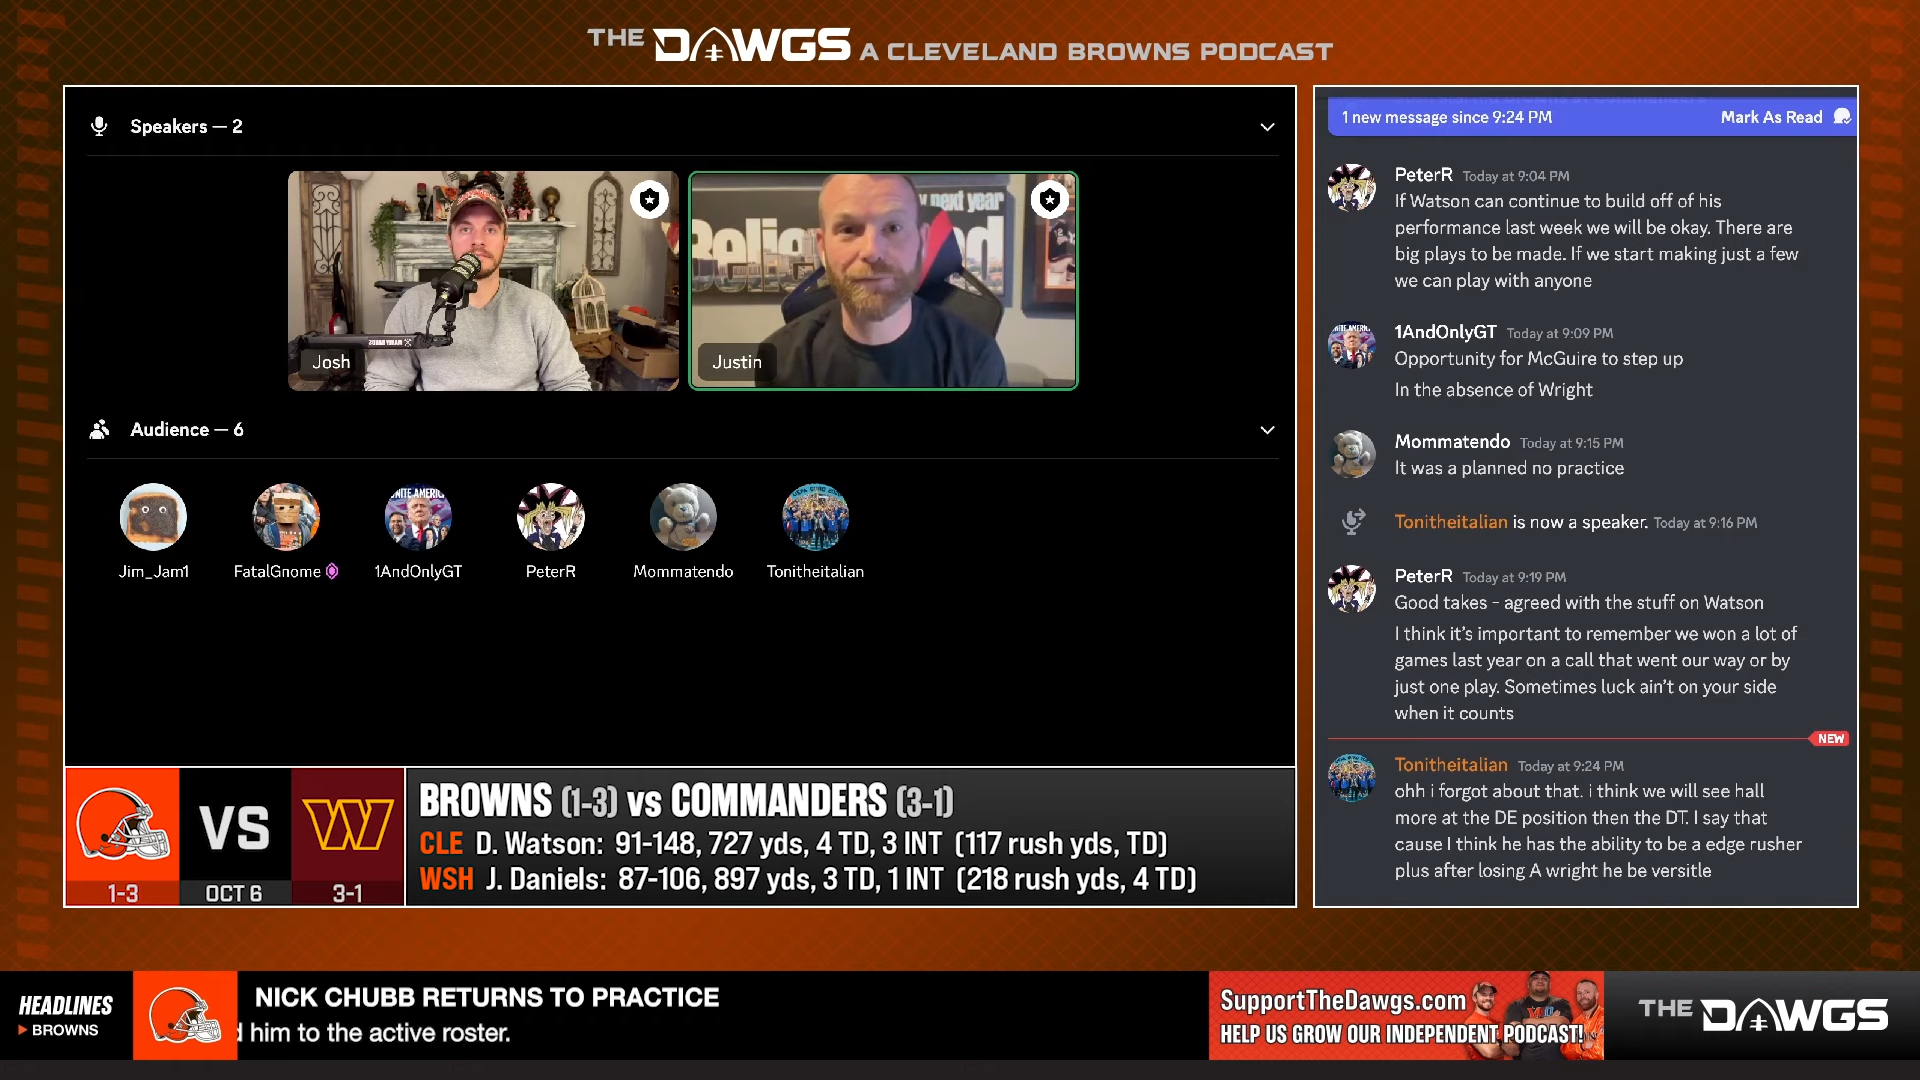 THE DAWGS A CLEVELAND BROWNS PODCAST
Speakers — 2
Josh
Justin
Audience — 6
Jim_Jam1
FatalGnome
1AndOnlyGT
PeterR
Mommatendo
Tonitheitalian
1 new message since 9:24 PM
Mark As Read
PeterR Today at 9:04 PM
If Watson can continue to build off of his
performance last week we will be okay. There are
big plays to be made. If we start making just a few
we can play with anyone
1AndOnlyGT Today at 9:09 PM
Opportunity for McGuire to step up
In the absence of Wright
Mommatendo Today at 9:15 PM
It was a planned no practice
Tonitheitalian is now a speaker. Today at 9:16 PM
PeterR Today at 9:19 PM
Good takes - agreed with the stuff on Watson
I think it's important to remember we won a lot of
games last year on a call that went our way or by
just one play. Sometimes luck ain't on your side
when it counts
NEW
Tonitheitalian Today at 9:24 PM
ohh i forgot about that. i think we will see hall
more at the DE position then the DT. I say that
cause I think he has the ability to be a edge rusher
plus after losing A wright he be versitle
VS
W
1-3
OCT 6
3-1
BROWNS (1-3) vs COMMANDERS (3-1)
CLE D. Watson: 91-148, 727 yds, 4 TD, 3 INT (117 rush yds, TD)
WSH J. Daniels: 87-106, 897 yds, 3 TD, 1 INT (218 rush yds, 4 TD)
HEADLINES
BROWNS
NICK CHUBB RETURNS TO PRACTICE
d him to the active roster.
SupportTheDawgs.com
HELP US GROW OUR INDEPENDENT PODCAST!
THE DAWGS